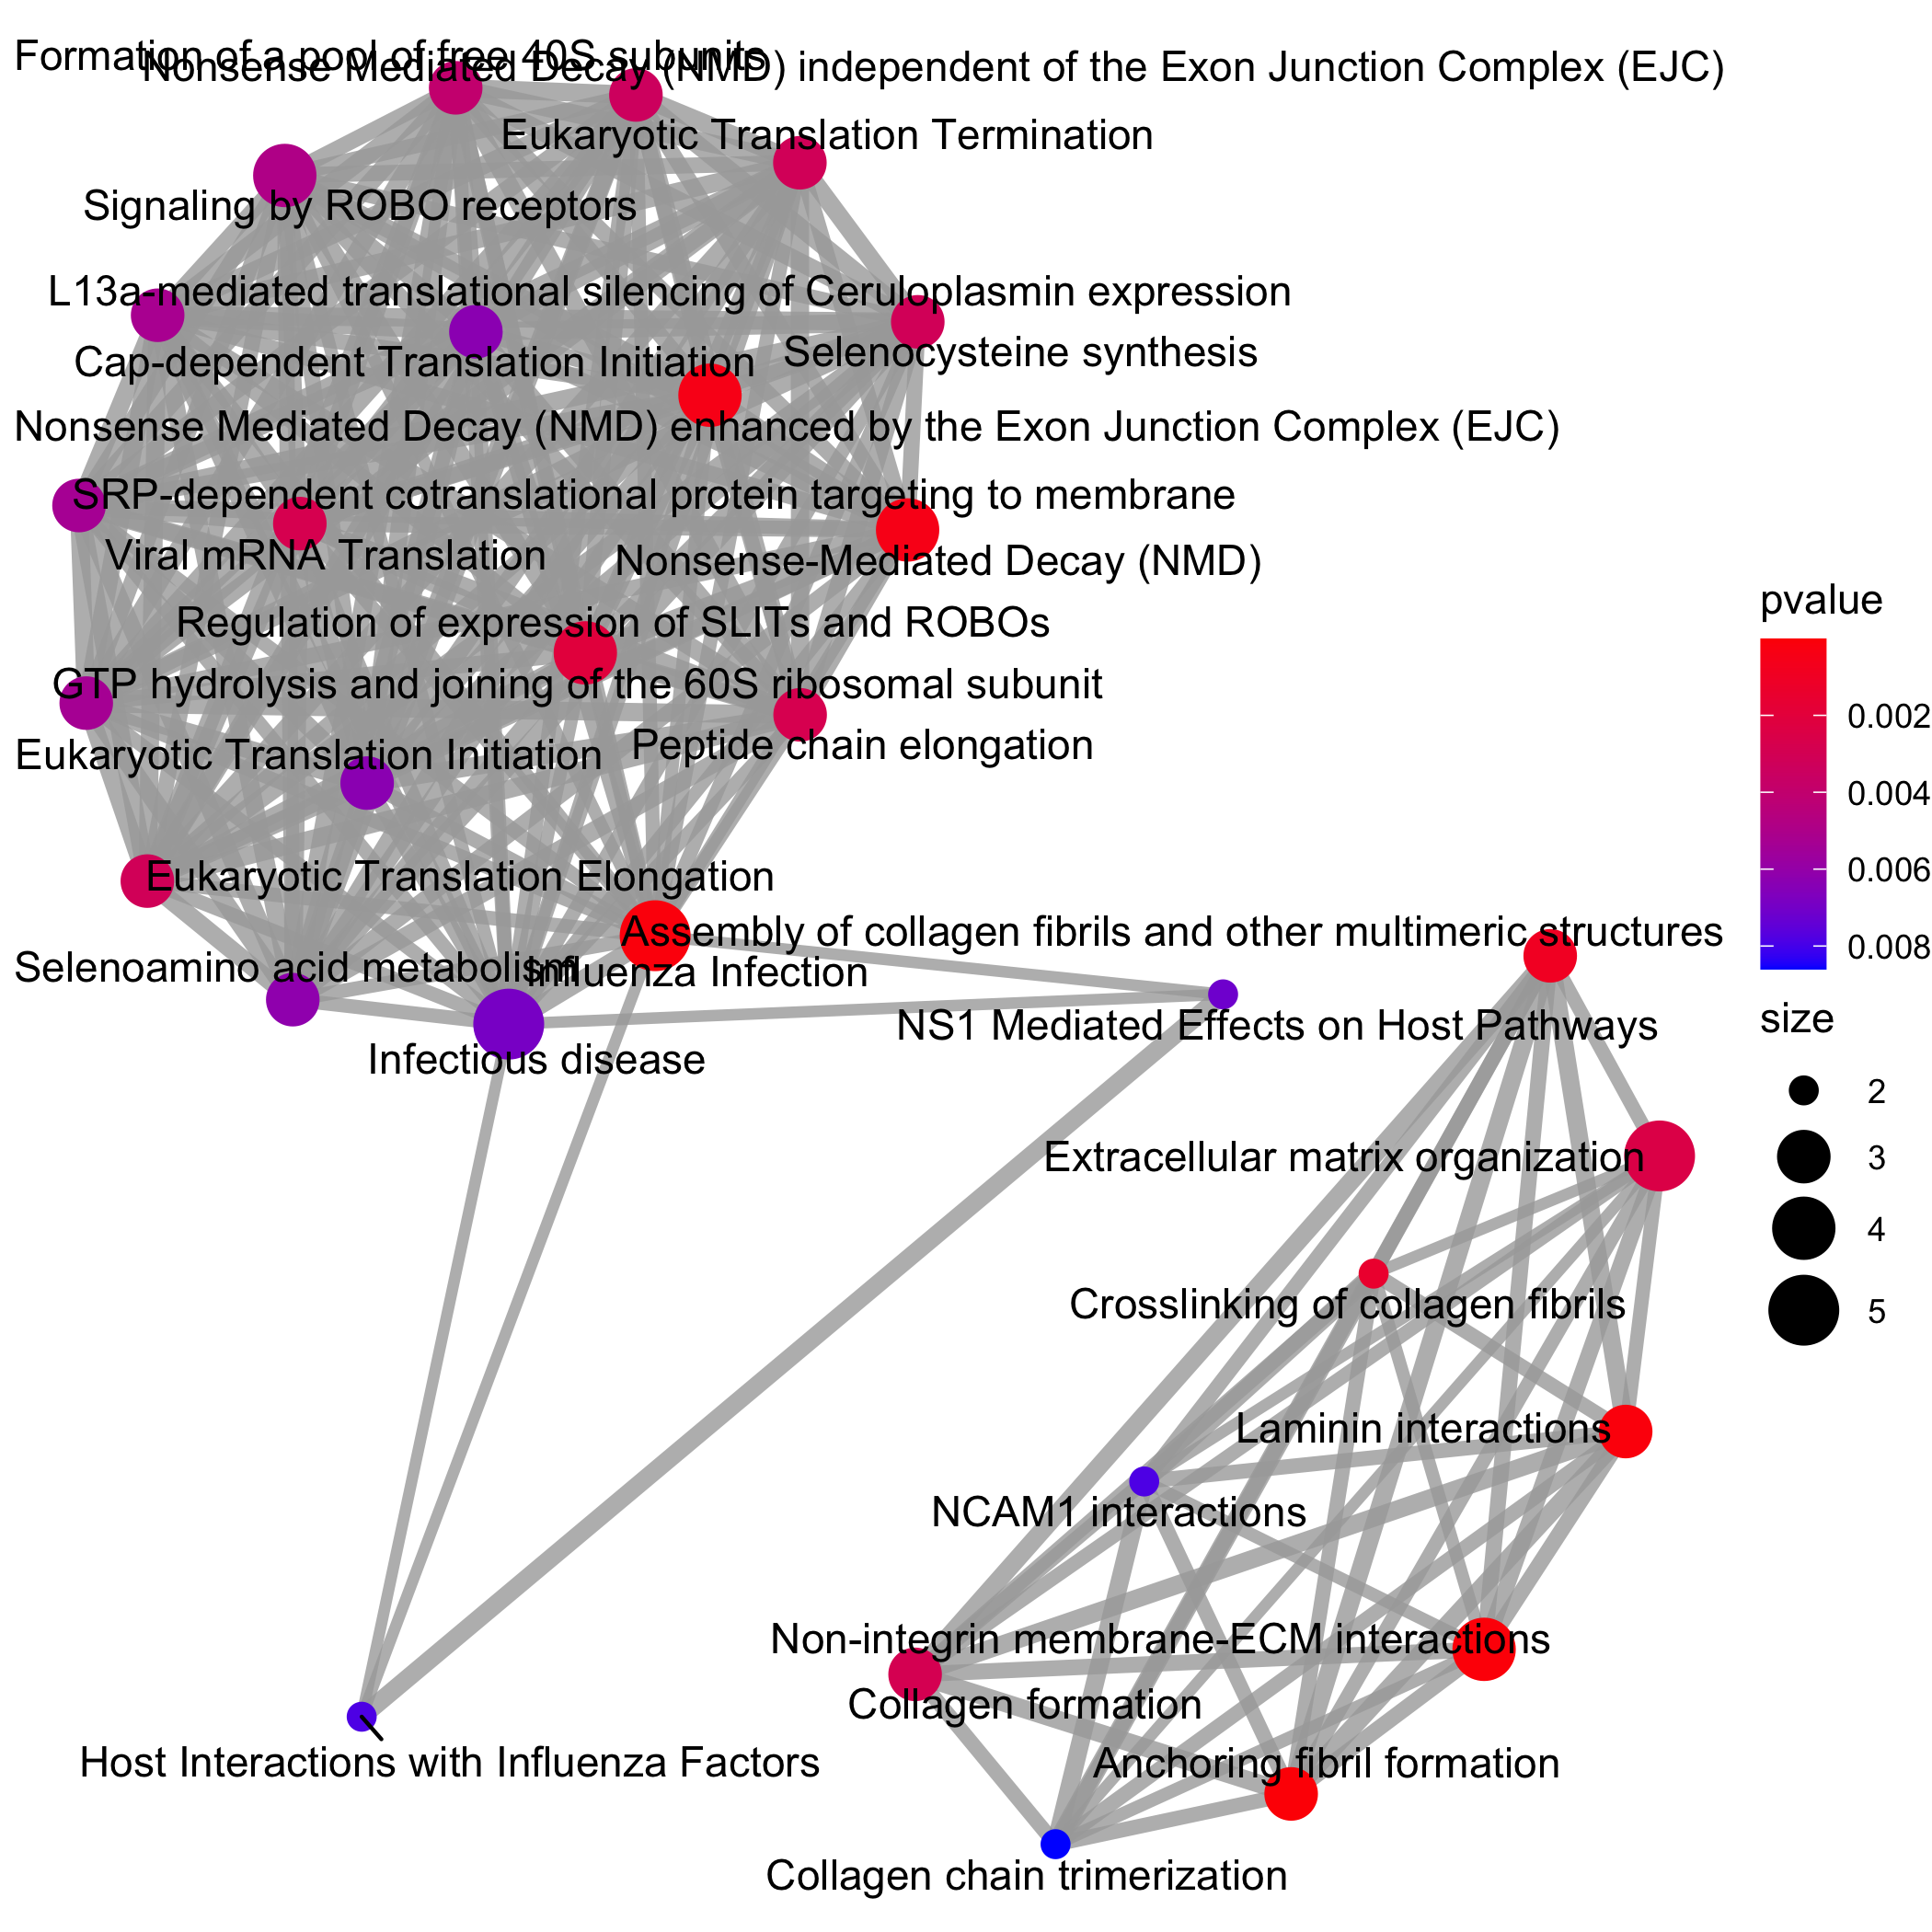 Formation of a pool of free 40S subunits
Nonsense Mediated Decay (NMD) independent of the Exon Junction Complex (EJC)
Eukaryotic Translation Termination
Signaling by ROBO receptors
L13a-mediated translational silencing of Ceruloplasmin expression
Selenocysteine synthesis
Cap-dependent Translation Initiation
Nonsense Mediated Decay (NMD) enhanced by the Exon Junction Complex (EJC)
SRP-dependent cotranslational protein targeting to membrane
Viral mRNA Translation
Nonsense-Mediated Decay (NMD)
Regulation of expression of SLITs and ROBOs
GTP hydrolysis and joining of the 60S ribosomal subunit
Peptide chain elongation
Eukaryotic Translation Initiation
Eukaryotic Translation Elongation
Assembly of collagen fibrils and other multimeric structures
Selenoamino acid metabolism
Influenza Infection
NS1 Mediated Effects on Host Pathways
Infectious disease
Extracellular matrix organization
Crosslinking of collagen fibrils
Laminin interactions
NCAM1 interactions
Non-integrin membrane-ECM interactions
Collagen formation
Host Interactions with Influenza Factors
Anchoring fibril formation
Collagen chain trimerization
pvalue
0.002
0.004
0.006
0.008
size
2
3
4
5